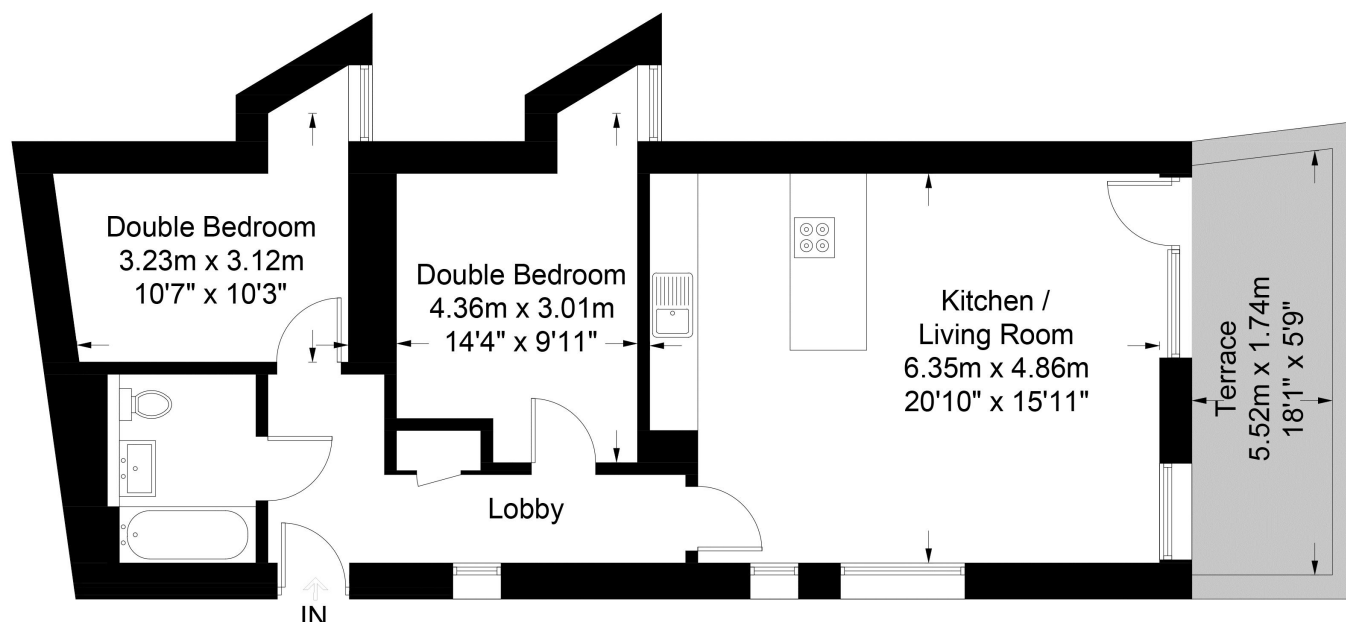 Double Bedroom
3.23m x 3.12m
10'7" x 10'3"
Double Bedroom
4.36m x 3.01m
14'4" x 9'11"
Kitchen /
Living Room
6.35m x 4.86m
20'10" x 15'11"
Terrace
5.52m x 1.74m
18'1" x 5'9"
Lobby
IN